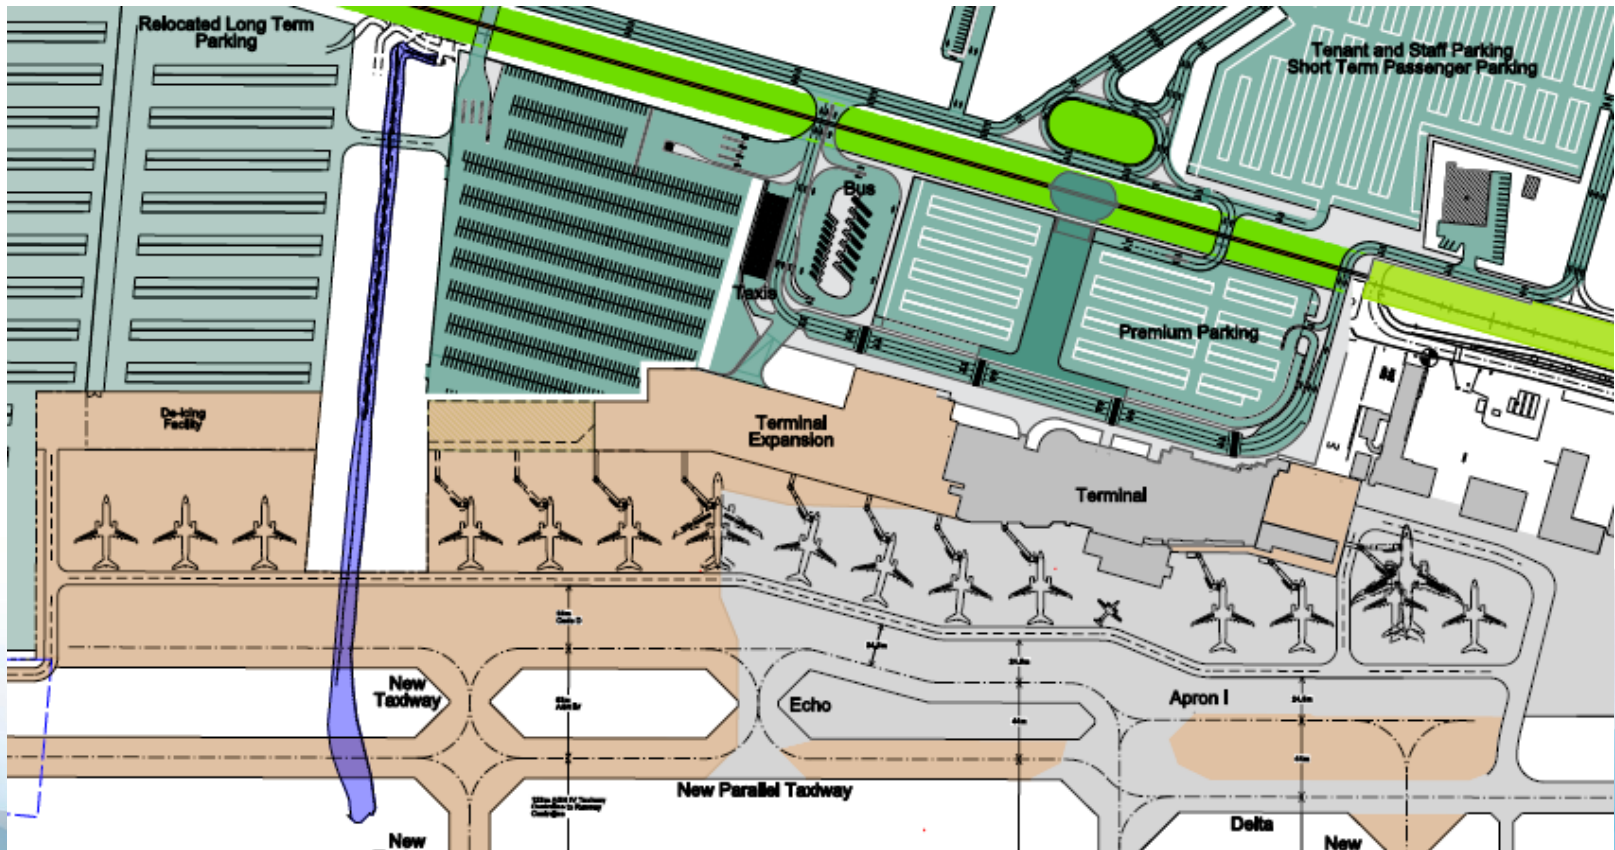 Relocated Long Term
Parking
Tenant and Staff Parking
Short Term Passenger Parking
Bus
Taxis
Premium Parking
De-icing
Facility
Terminal
Expansion
Terminal
New
Taxiway
Echo
Apron I
New Parallel Taxiway
Delta
New
New